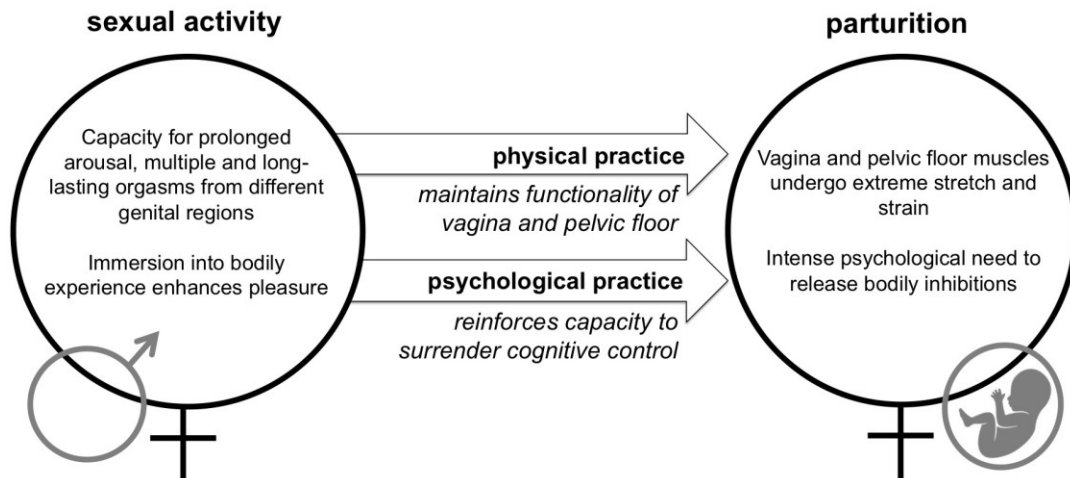 sexual activity
Capacity for prolonged
arousal, multiple and long-
lasting orgasms from different
genital regions
Immersion into bodily
experience enhances pleasure
physical practice
maintains functionality of
vagina and pelvic floor
psychological practice
reinforces capacity to
surrender cognitive control
parturition
Vagina and pelvic floor muscles
undergo extreme stretch and
strain
Intense psychological need to
release bodily inhibitions